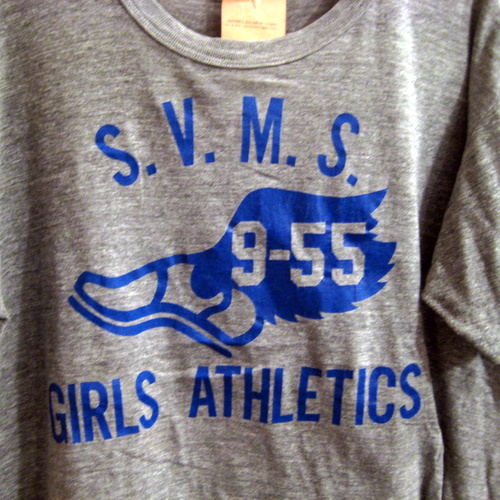 S. V. M. S.
9-55
GIRLS ATHLETICS